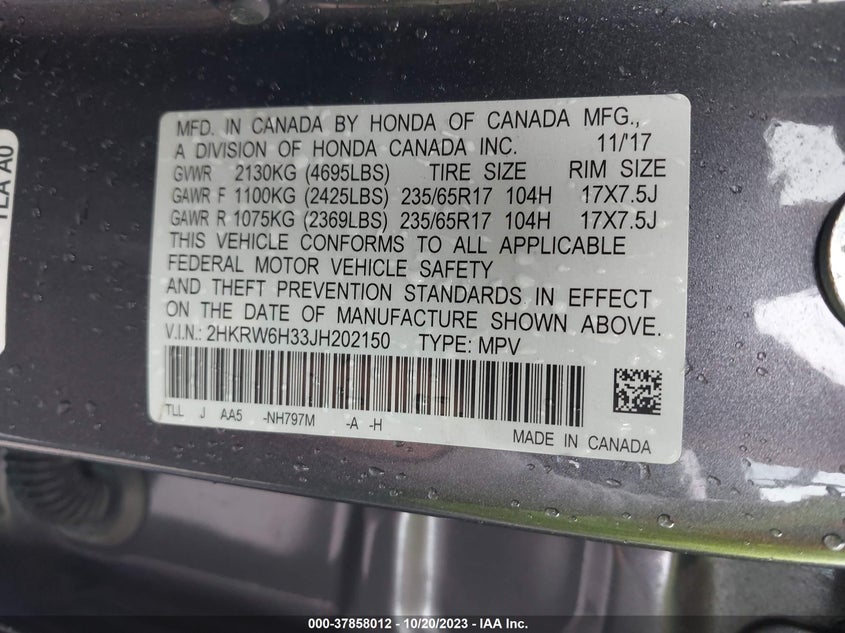 MFD. IN CANADA BY HONDA OF CANADA MFG.,
A DIVISION OF HONDA CANADA INC. 11/'17
GVWR 2130KG (4695LBS) TIRE SIZE RIM SIZE
GAWR F 1100KG (2425LBS) 235/65R17 104H 17X7.5J
GAWR R 1075KG (2369LBS) 235/65R17 104H 17X7.5J
THIS VEHICLE CONFORMS TO ALL APPLICABLE
FEDERAL MOTOR VEHICLE SAFETY
AND THEFT PREVENTION STANDARDS IN EFFECT
ON THE DATE OF MANUFACTURE SHOWN ABOVE.
V.I.N.: 2HKRW6H33JH202150 TYPE: MPV
TLL J AA5 -NH797M -A -H
MADE IN CANADA
TLA A0
000-37858012 - 10/20/2023 - IAA Inc.